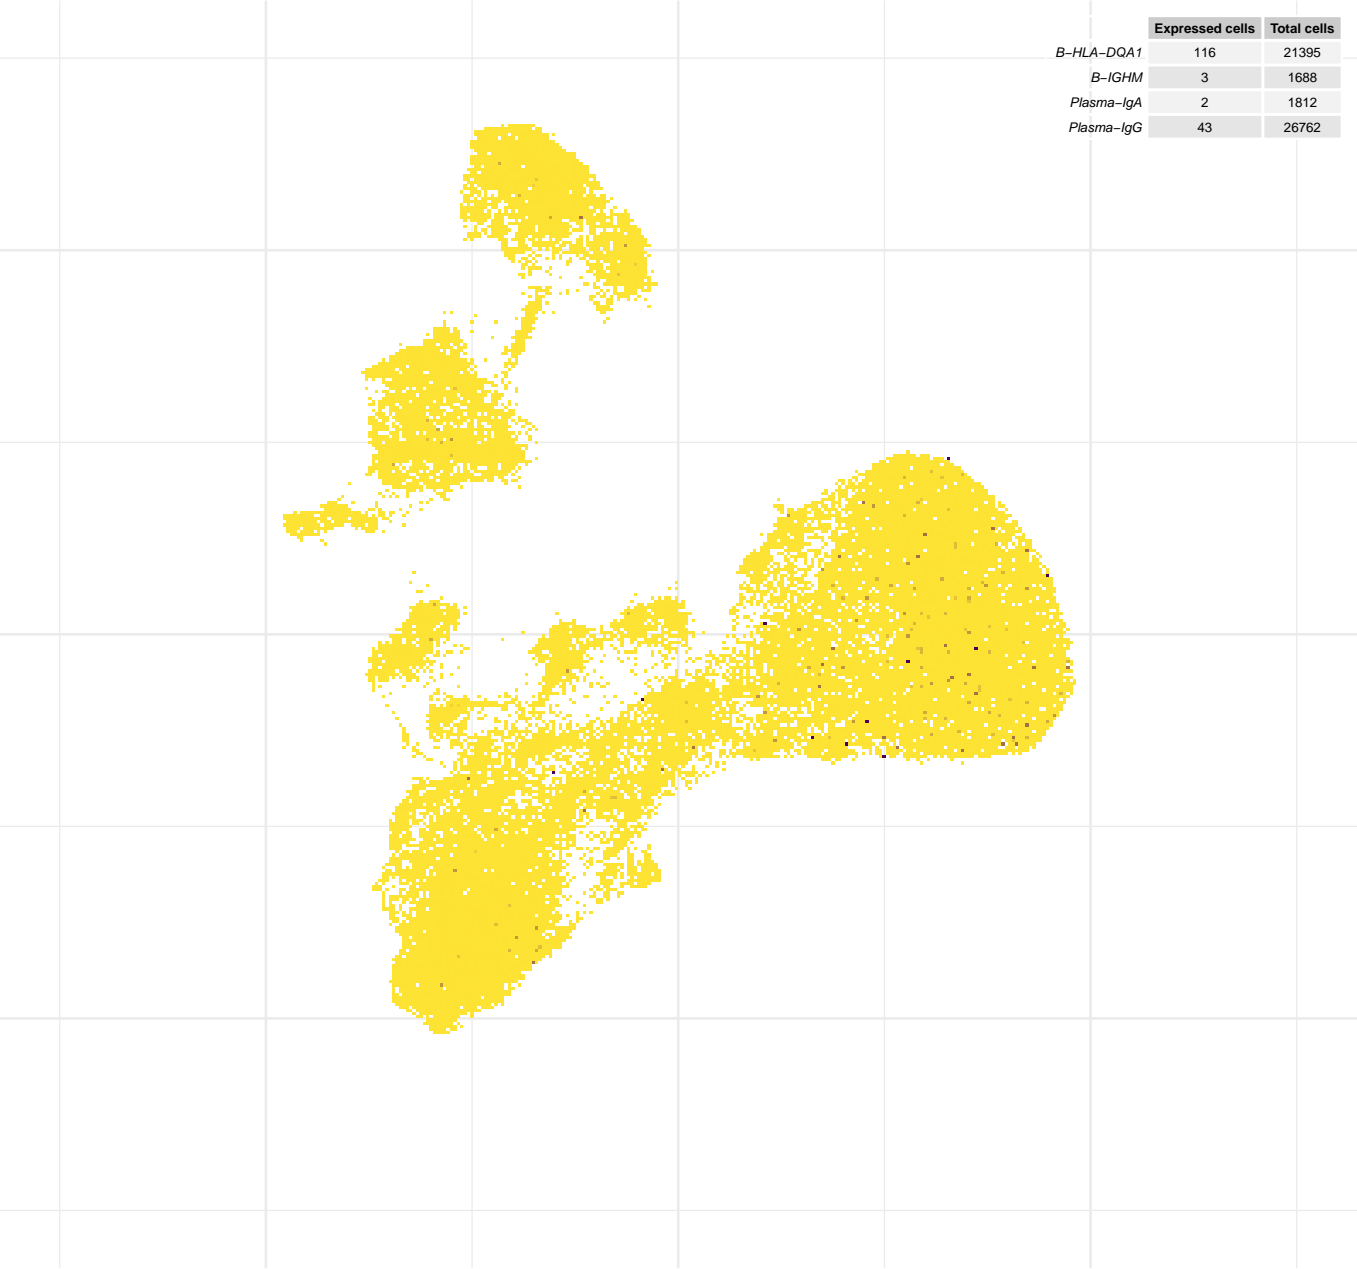 Expressed cells Total cells
B−HLA−DQA1 116 21395
B−IGHM 3 1688
Plasma−IgA 2 1812
Plasma−IgG 43 26762